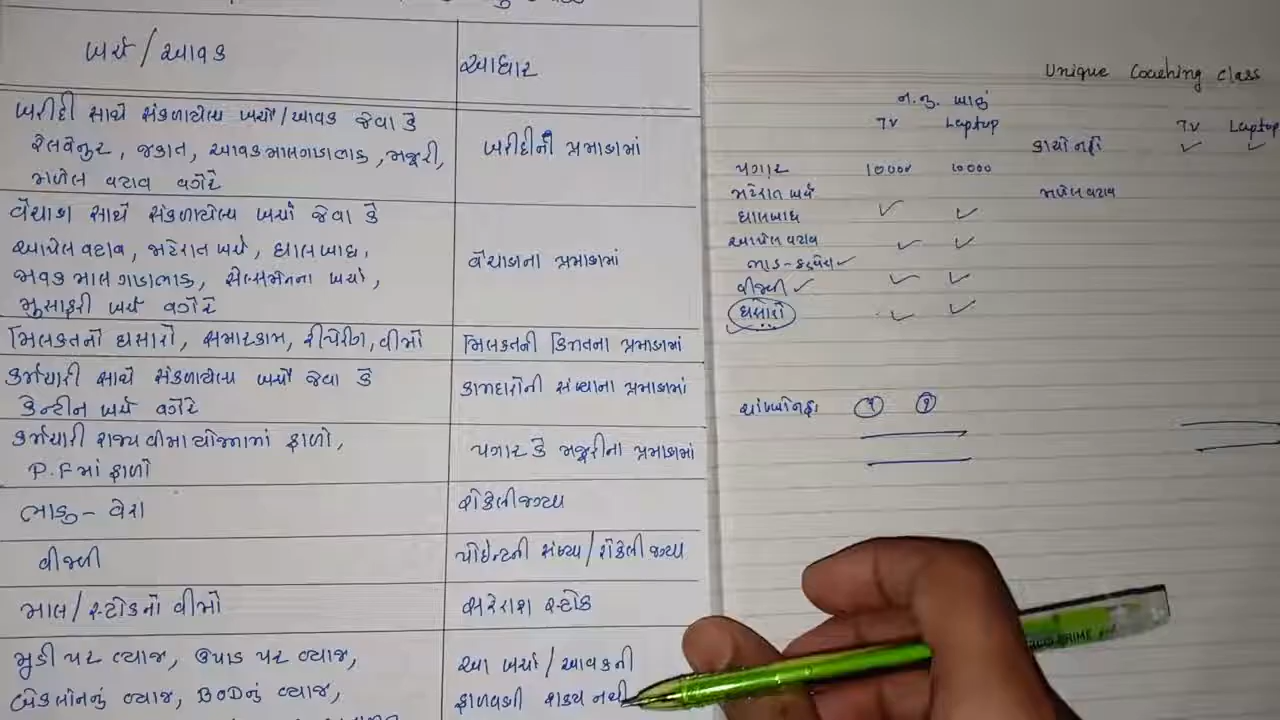 ખર્ચ / આવક
આધાર
ખરીદી સાથે સંકળાયેલ ખર્ચા/આવક જેવા કે
રેલવેનુર, જકાત, આવકમાલગાડાભાડુ, મજૂરી,
મળેલ વટાવ વગેરે
ખરીદીના પ્રમાણમાં
વેચાણ સાથે સંકળાયેલ ખર્ચા જેવા કે
આપેલ વટાવ, જાહેરાત ખર્ચ, ઘાલખાધ,
જાવક માલ ગાડાભાડુ, સેલ્સમેનના ખર્ચા,
મુસાફરી ખર્ચ વગેરે
વેચાણના પ્રમાણમાં
મિલકતનો ઘસારો, સમારકામ, રીપેરીંગ, વીમો
મિલકતની કિંમતના પ્રમાણમાં
કર્મચારી સાથે સંકળાયેલ ખર્ચા જેવા કે
કેન્ટીન ખર્ચ વગેરે
કામદારોની સંખ્યાના પ્રમાણમાં
કર્મચારી રાજ્ય વીમા યોજનામાં ફાળો,
P.F માં ફાળો
પગાર કે મજૂરીના પ્રમાણમાં
ભાડુ - વેરા
રોકેલી જગ્યા
વીજળી
પોઇન્ટની સંખ્યા / રોકેલી જગ્યા
માલ / સ્ટોકનો વીમો
સરેરાશ સ્ટોક
મુડી પર વ્યાજ, ઉપાડ પર વ્યાજ,
બેંકલોનનું વ્યાજ, BODનું વ્યાજ,
આ ખર્ચા / આવકની
ફાળવણી શક્ય નથી
Unique Coaching Class
ન.નુ. ખાતું
TV Laptop
પગાર 10000 10000
જાહેરાત ખર્ચ
ઘાલખાધ ✓ ✓
આપેલ વટાવ ✓ ✓
ભાડુ - કરવેરા ✓
વીજળી ✓ ✓ ✓
ઘસારો ✓ ✓
ચોખ્ખો નફો ? ?
TV Laptop
કાચો નફો ✓ ✓
મળેલ વટાવ